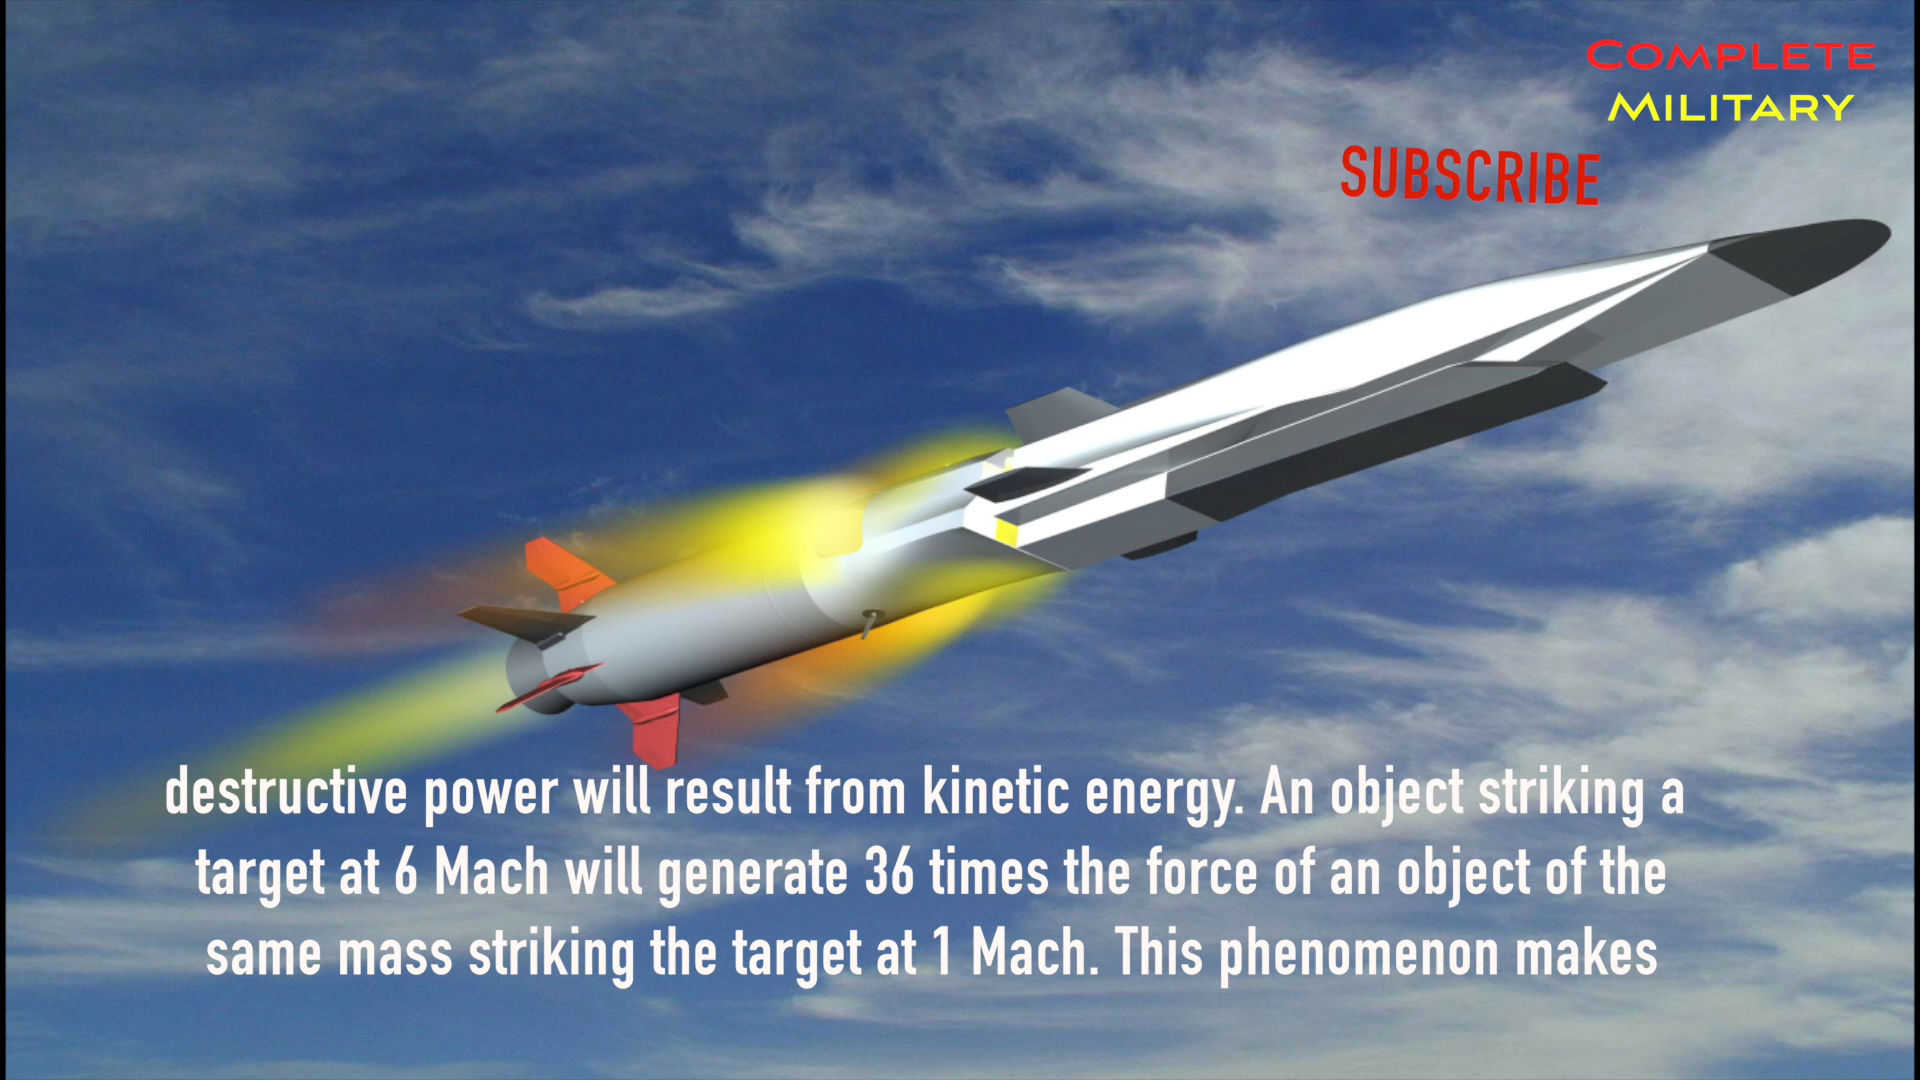 COMPLETE
MILITARY
SUBSCRIBE
destructive power will result from kinetic energy. An object striking a
target at 6 Mach will generate 36 times the force of an object of the
same mass striking the target at 1 Mach. This phenomenon makes